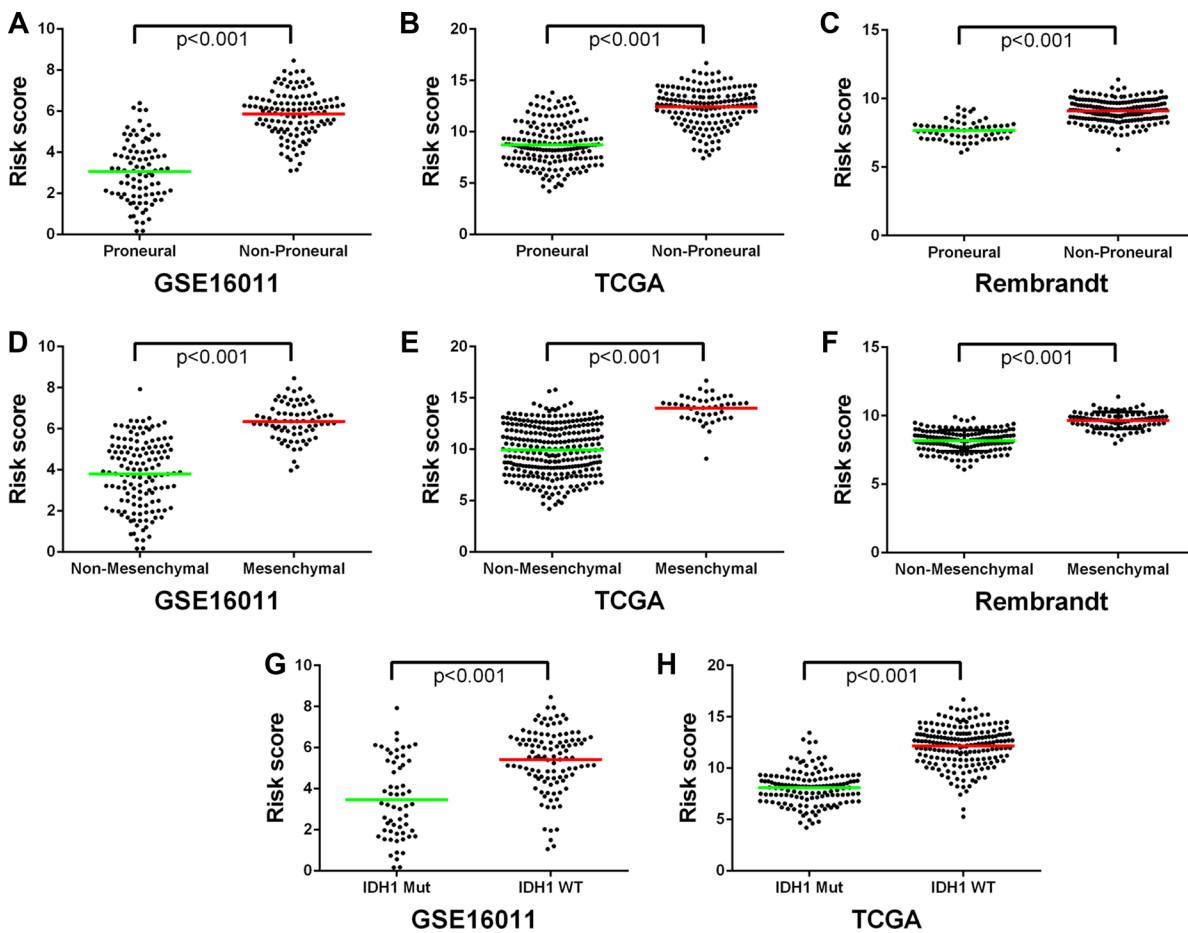 A
p<0.001
Risk score
10
8
6
4
2
0
Proneural
Non-Proneural
GSE16011
B
p<0.001
Risk score
20
15
10
5
0
Proneural
Non-Proneural
TCGA
C
p<0.001
Risk score
15
10
5
0
Proneural
Non-Proneural
Rembrandt
D
p<0.001
Risk score
10
8
6
4
2
0
Non-Mesenchymal
Mesenchymal
GSE16011
E
p<0.001
Risk score
20
15
10
5
0
Non-Mesenchymal
Mesenchymal
TCGA
F
p<0.001
Risk score
15
10
5
0
Non-Mesenchymal
Mesenchymal
Rembrandt
G
p<0.001
Risk score
10
8
6
4
2
0
IDH1 Mut
IDH1 WT
GSE16011
H
p<0.001
Risk score
20
15
10
5
0
IDH1 Mut
IDH1 WT
TCGA